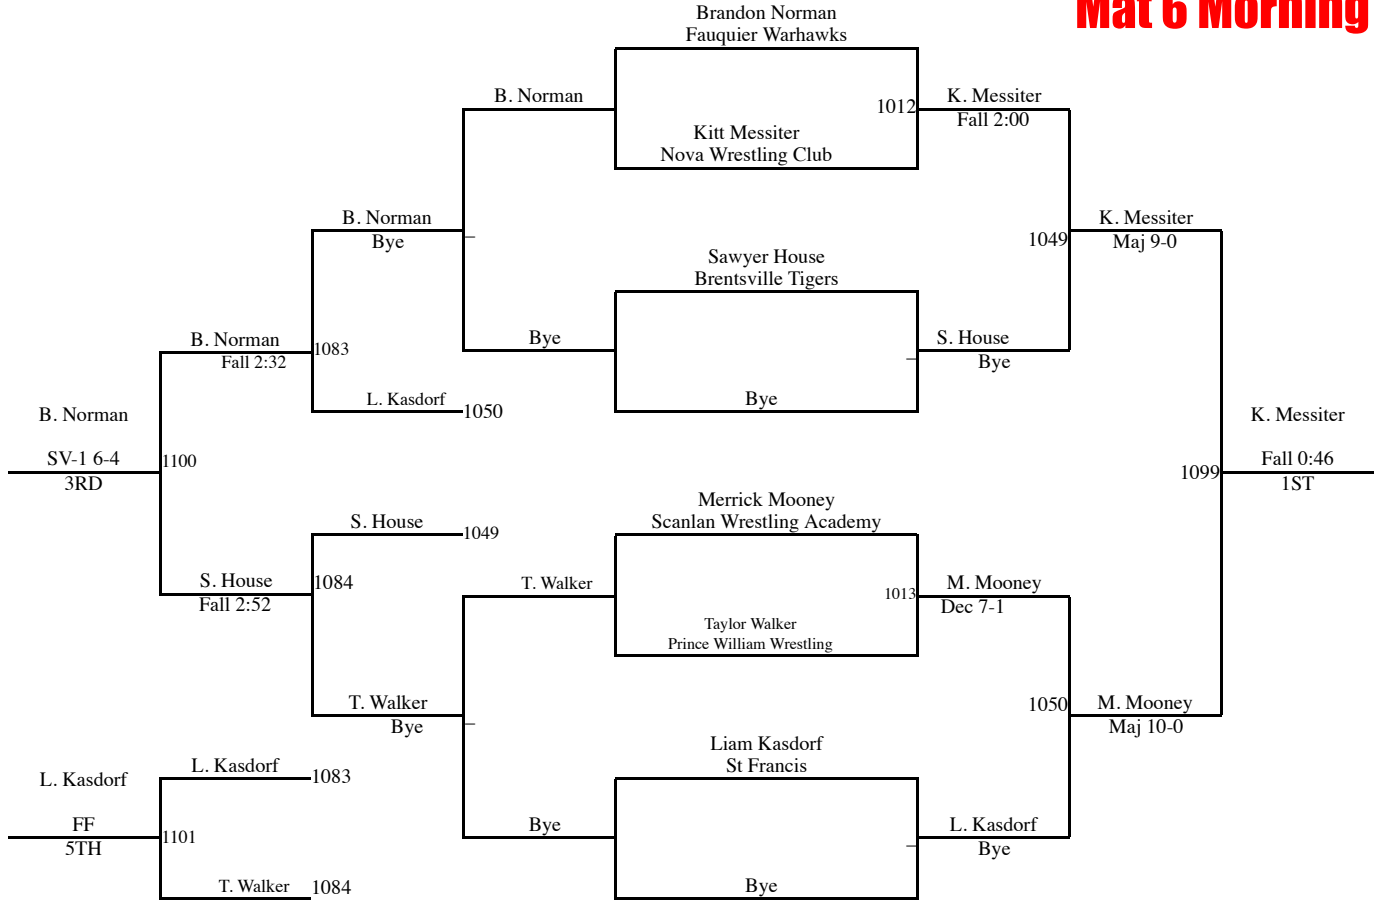 Mat 6 Morning
Brandon Norman
Fauquier Warhawks
B. Norman
1012
K. Messiter
Fall 2:00
Kitt Messiter
Nova Wrestling Club
B. Norman
Bye
K. Messiter
1049
Maj 9-0
Sawyer House
Brentsville Tigers
Bye
S. House
Bye
B. Norman
1083
Fall 2:32
L. Kasdorf
1050
Bye
B. Norman
K. Messiter
SV-1 6-4
1100
3RD
1099
Fall 0:46
1ST
Merrick Mooney
Scanlan Wrestling Academy
S. House
1049
S. House
1084
Fall 2:52
T. Walker
1013
M. Mooney
Dec 7-1
Taylor Walker
Prince William Wrestling
T. Walker
Bye
1050
M. Mooney
Maj 10-0
Liam Kasdorf
St Francis
L. Kasdorf
L. Kasdorf
1083
FF
1101
5TH
Bye
L. Kasdorf
Bye
T. Walker
1084
Bye